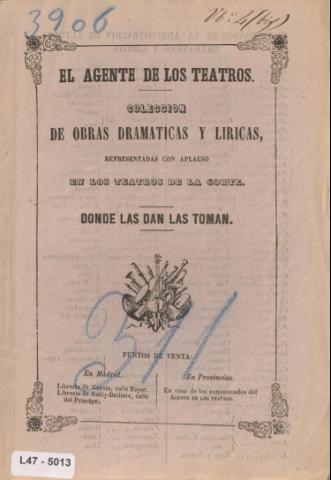 3906
EL AGENTE DE LOS TEATROS.
COLECCION
DE OBRAS DRAMATICAS Y LIRICAS,
REPRESENTADAS CON APLAUSO
EN LOS TEATROS DE LA CORTE.
DONDE LAS DAN LAS TOMAN.
311
PUNTOS DE VENTA:
En Madrid.
Librería de Cuesta, calle Mayor.
Librería de Bailly-Bailliere, calle
del Príncipe.
En Provincias.
En casa de los comisionados del
AGENTE DE LOS TEATROS.
L47 - 5013